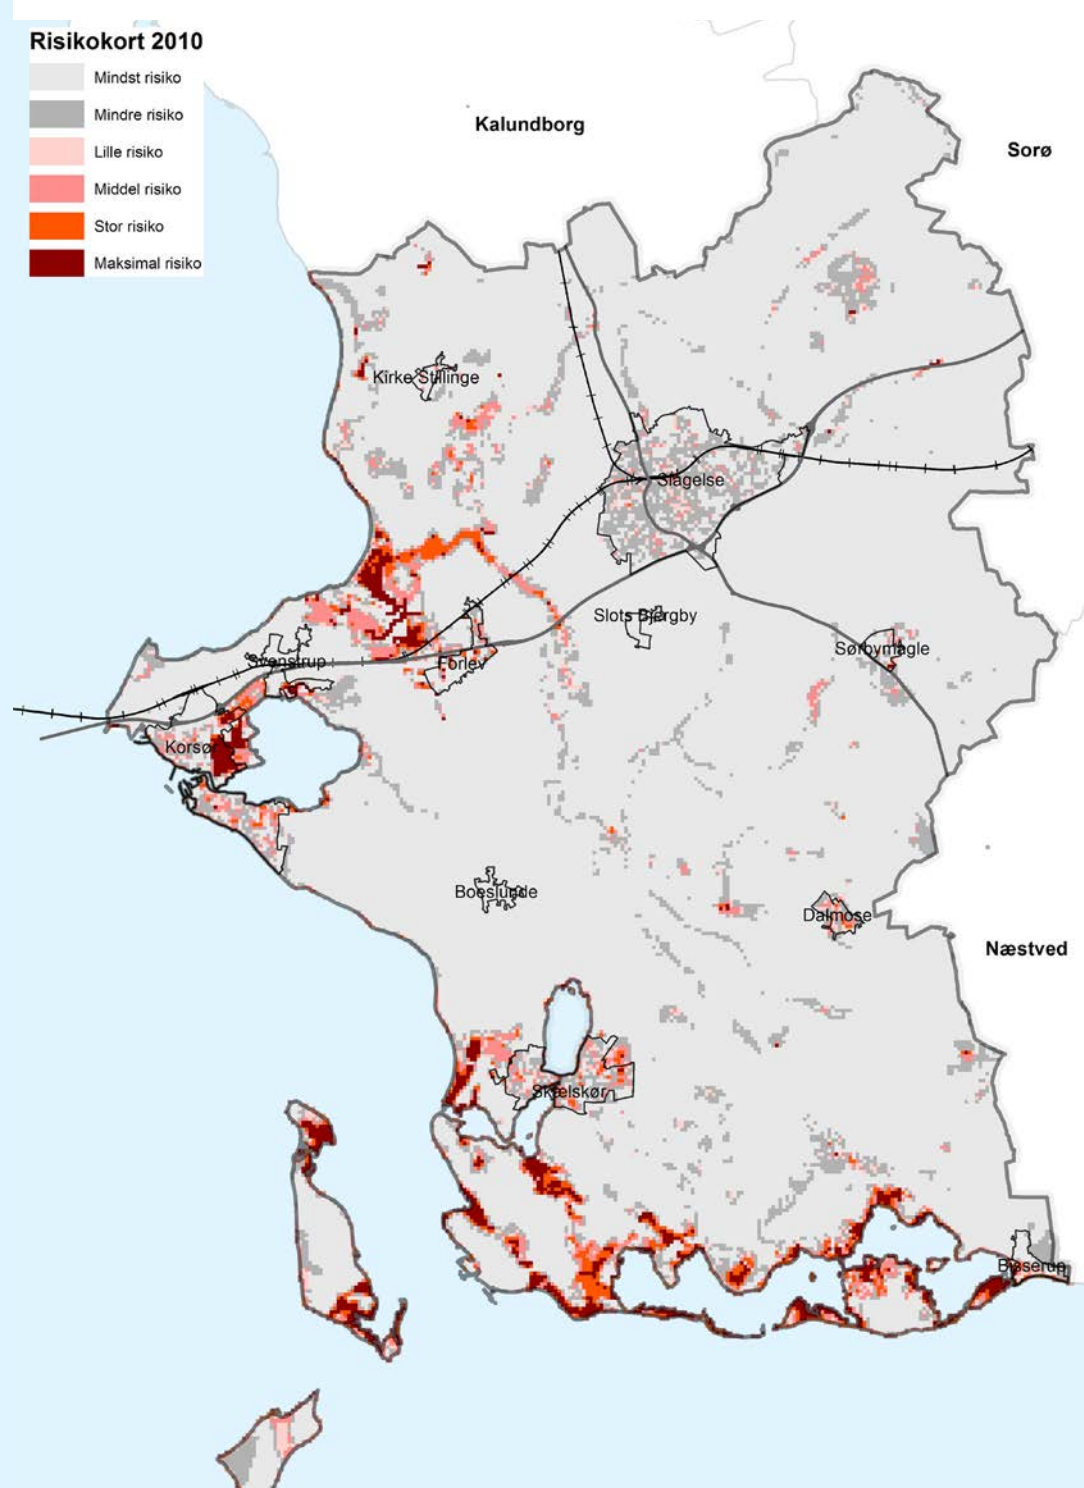 Risikokort 2010
Mindst risiko
Mindre risiko
Lille risiko
Middel risiko
Stor risiko
Maksimal risiko
Kalundborg
Sorø
Kirke Stillinge
Slagelse
Slots Bjergby
Sørbymagle
Svenstrup
Forlev
Korsør
Boeslunde
Dalmose
Næstved
Skælskør
Bisserup